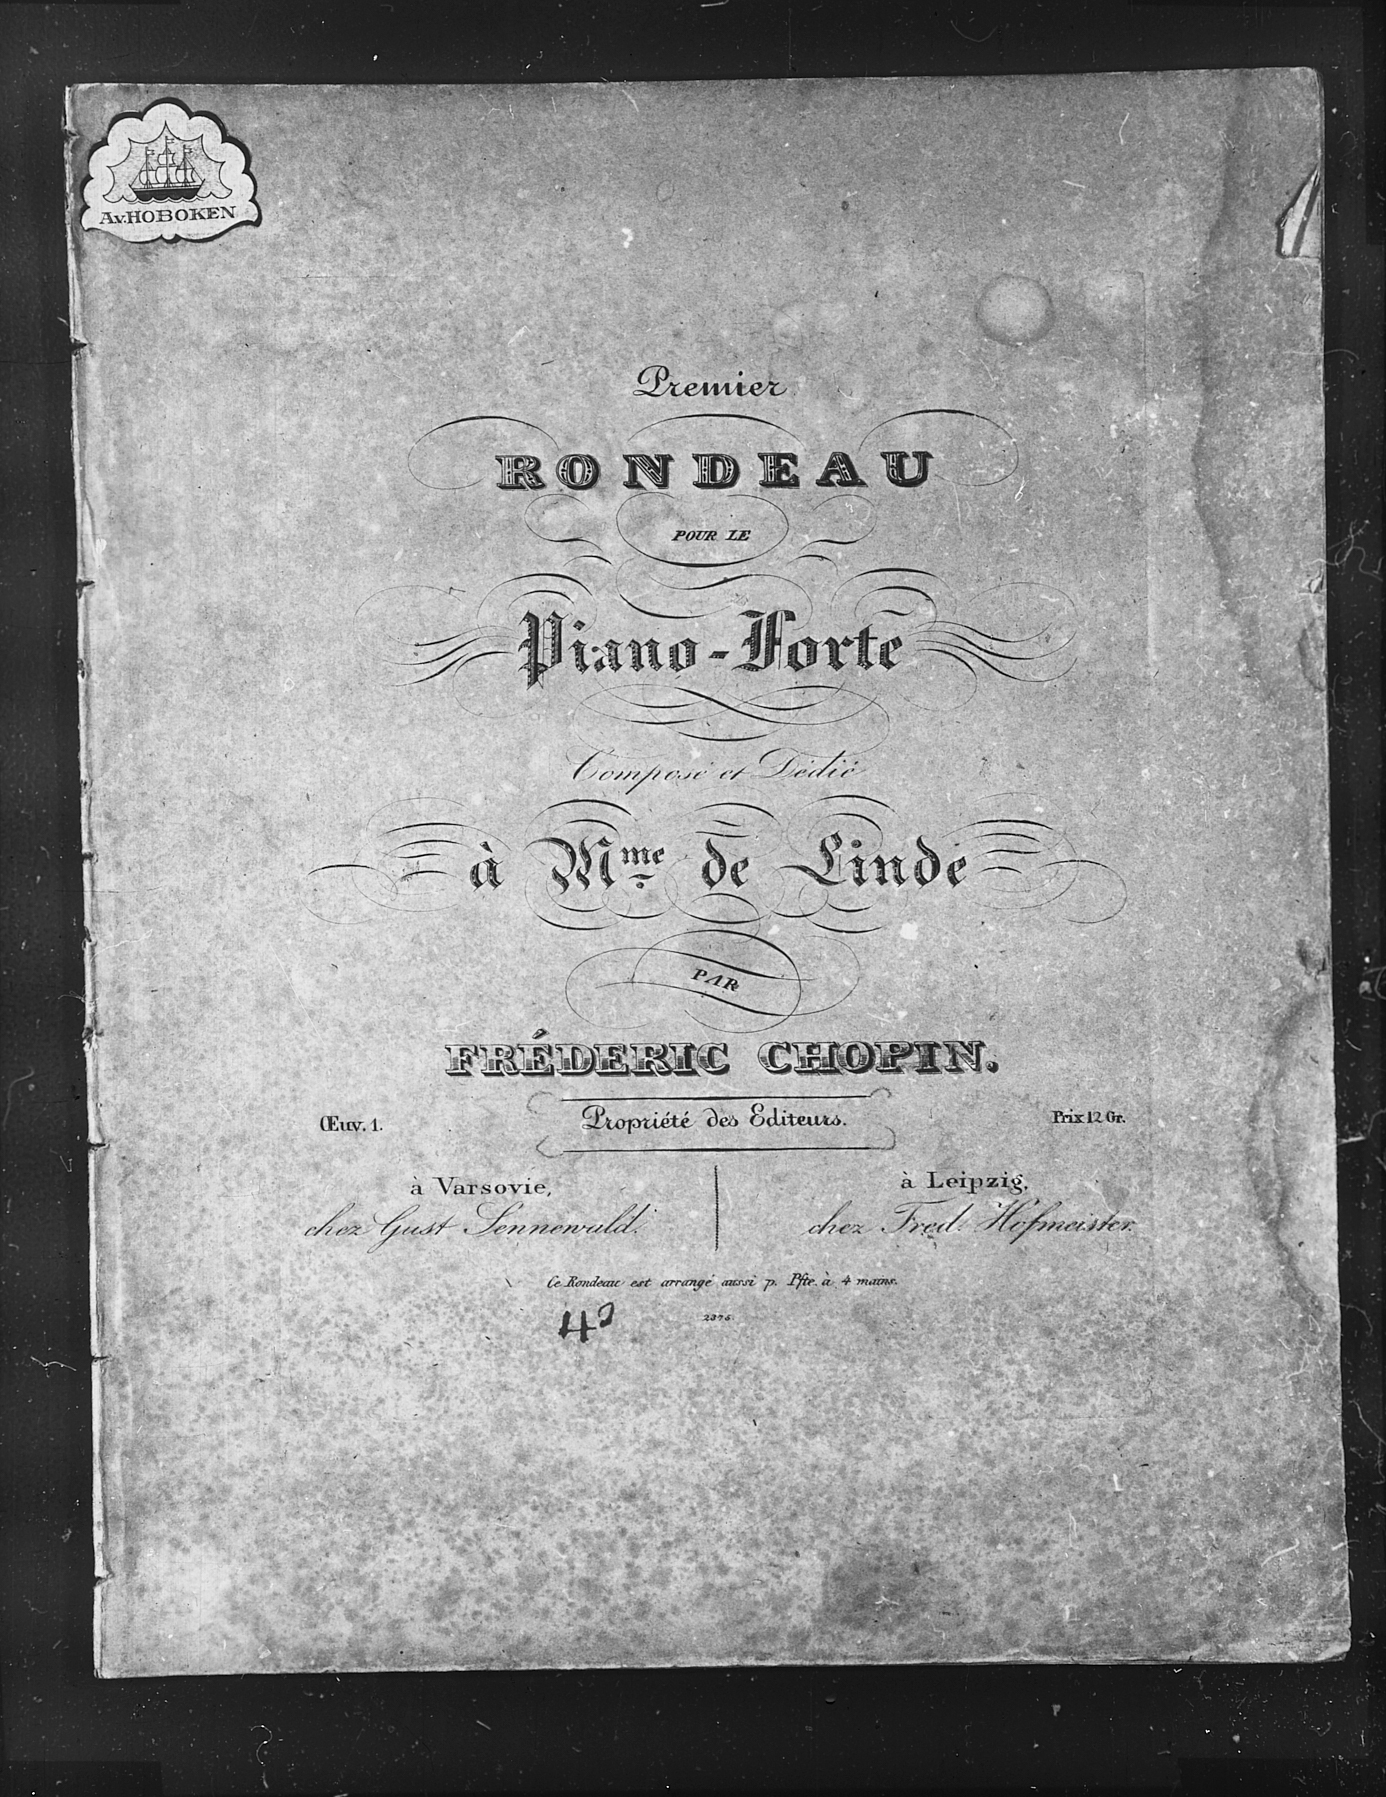 Av.HOBOKEN
Premier
RONDEAU
POUR LE
Piano-Forte
Composé et Dédié
à Mme de Linde
PAR
FRÉDERIC CHOPIN.
Œuv. 1.
Propriété des Editeurs.
Prix 12 Gr.
à Varsovie,
chez Gust Sennewald.
à Leipzig,
chez Fred. Hofmeister.
Ce Rondeau est arrangé aussi p. Pfte. à 4 mains.
2376.